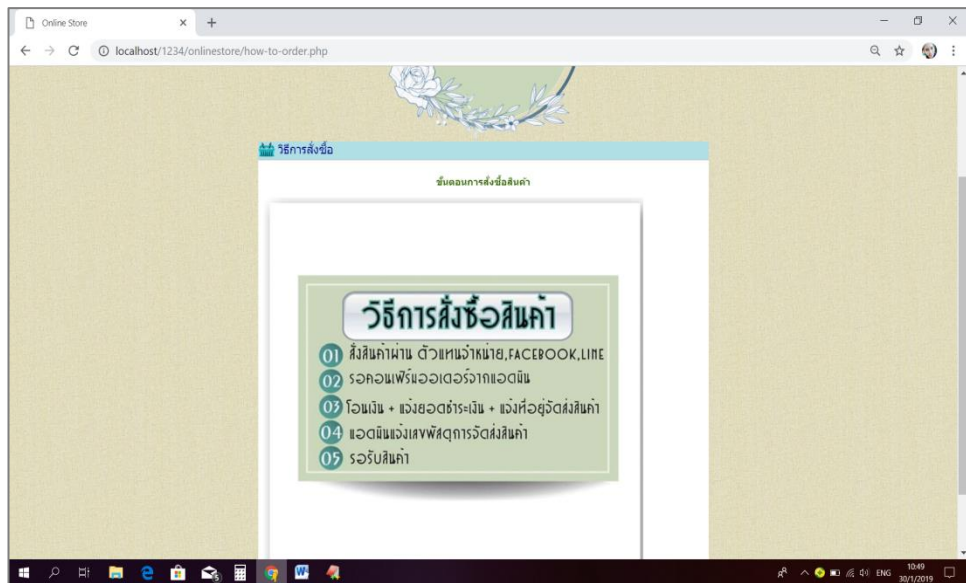 Online Store
localhost/1234/onlinestore/how-to-order.php
วิธีการสั่งซื้อ
ขั้นตอนการสั่งซื้อสินค้า
วิธีการสั่งซื้อสินค้า
01 สั่งสินค้าผ่าน ตัวแทนจำหน่าย,FACEBOOK,LINE
02 รอคอนเฟิร์มออเดอร์จากแอดมิน
03 โอนเงิน + แจ้งยอดชำระเงิน + แจ้งที่อยู่จัดส่งสินค้า
04 แอดมินแจ้งเลขพัสดุการจัดส่งสินค้า
05 รอรับสินค้า
ENG
10:49
30/1/2019